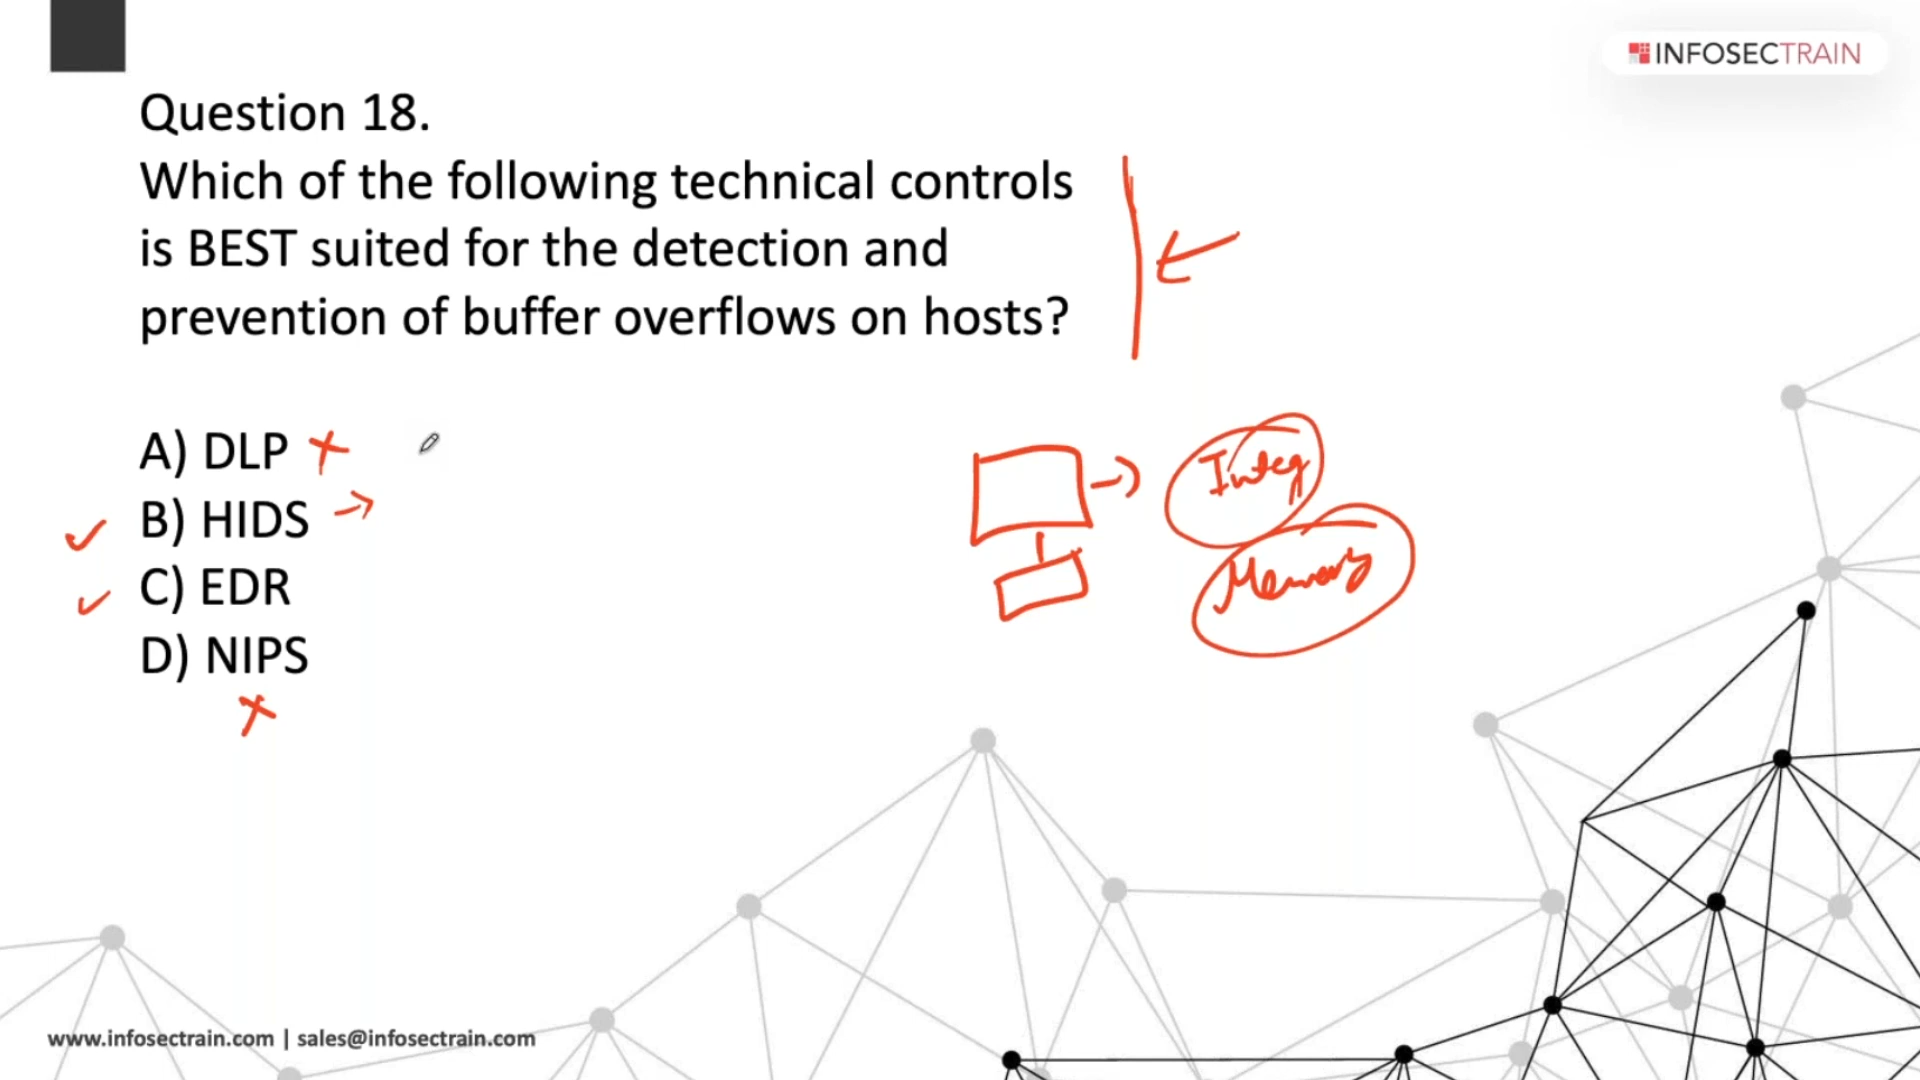 INFOSECTRAIN
Question 18.
Which of the following technical controls
is BEST suited for the detection and
prevention of buffer overflows on hosts?
A) DLP
B) HIDS
C) EDR
D) NIPS
Integ
Memory
www.infosectrain.com | sales@infosectrain.com